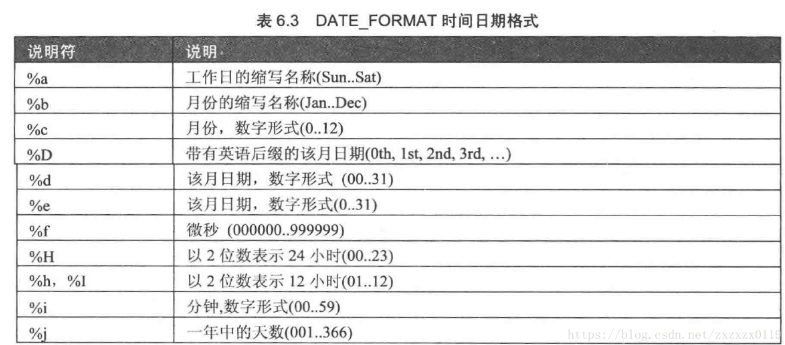 表 6.3 DATE_FORMAT 时间日期格式
说明符 说明
%a 工作日的缩写名称(Sun..Sat)
%b 月份的缩写名称(Jan..Dec)
%c 月份，数字形式(0..12)
%D 带有英语后缀的该月日期(0th, 1st, 2nd, 3rd, …)
%d 该月日期，数字形式 (00..31)
%e 该月日期，数字形式(0..31)
%f 微秒 (000000..999999)
%H 以 2 位数表示 24 小时(00..23)
%h，%I 以 2 位数表示 12 小时(01..12)
%i 分钟,数字形式(00..59)
%j 一年中的天数(001..366)
https://blog.csdn.net/zxzxzx0119